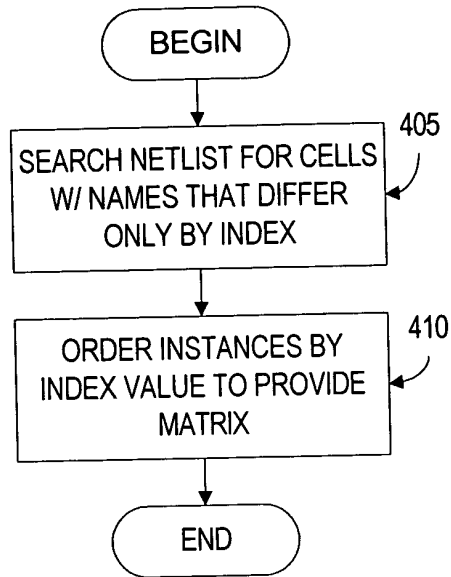 BEGIN
405
SEARCH NETLIST FOR CELLS
W/ NAMES THAT DIFFER
ONLY BY INDEX
410
ORDER INSTANCES BY
INDEX VALUE TO PROVIDE
MATRIX
END